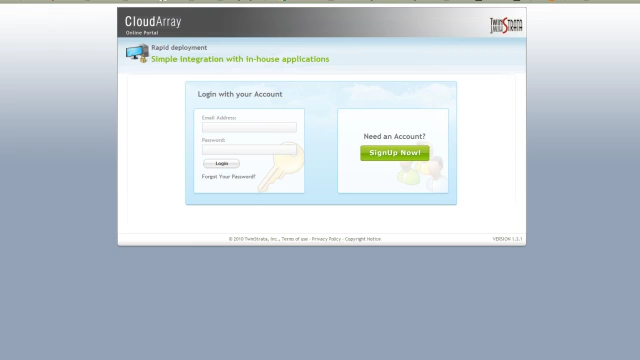 CloudArray
Online Portal
TwinStrata
Rapid deployment
Simple integration with in-house applications
Login with your Account
Email Address:
Password:
Login
Forgot Your Password?
Need an Account?
SignUp Now!
© 2010 TwinStrata, Inc., Terms of use - Privacy Policy - Copyright Notice
VERSION 1.3.1